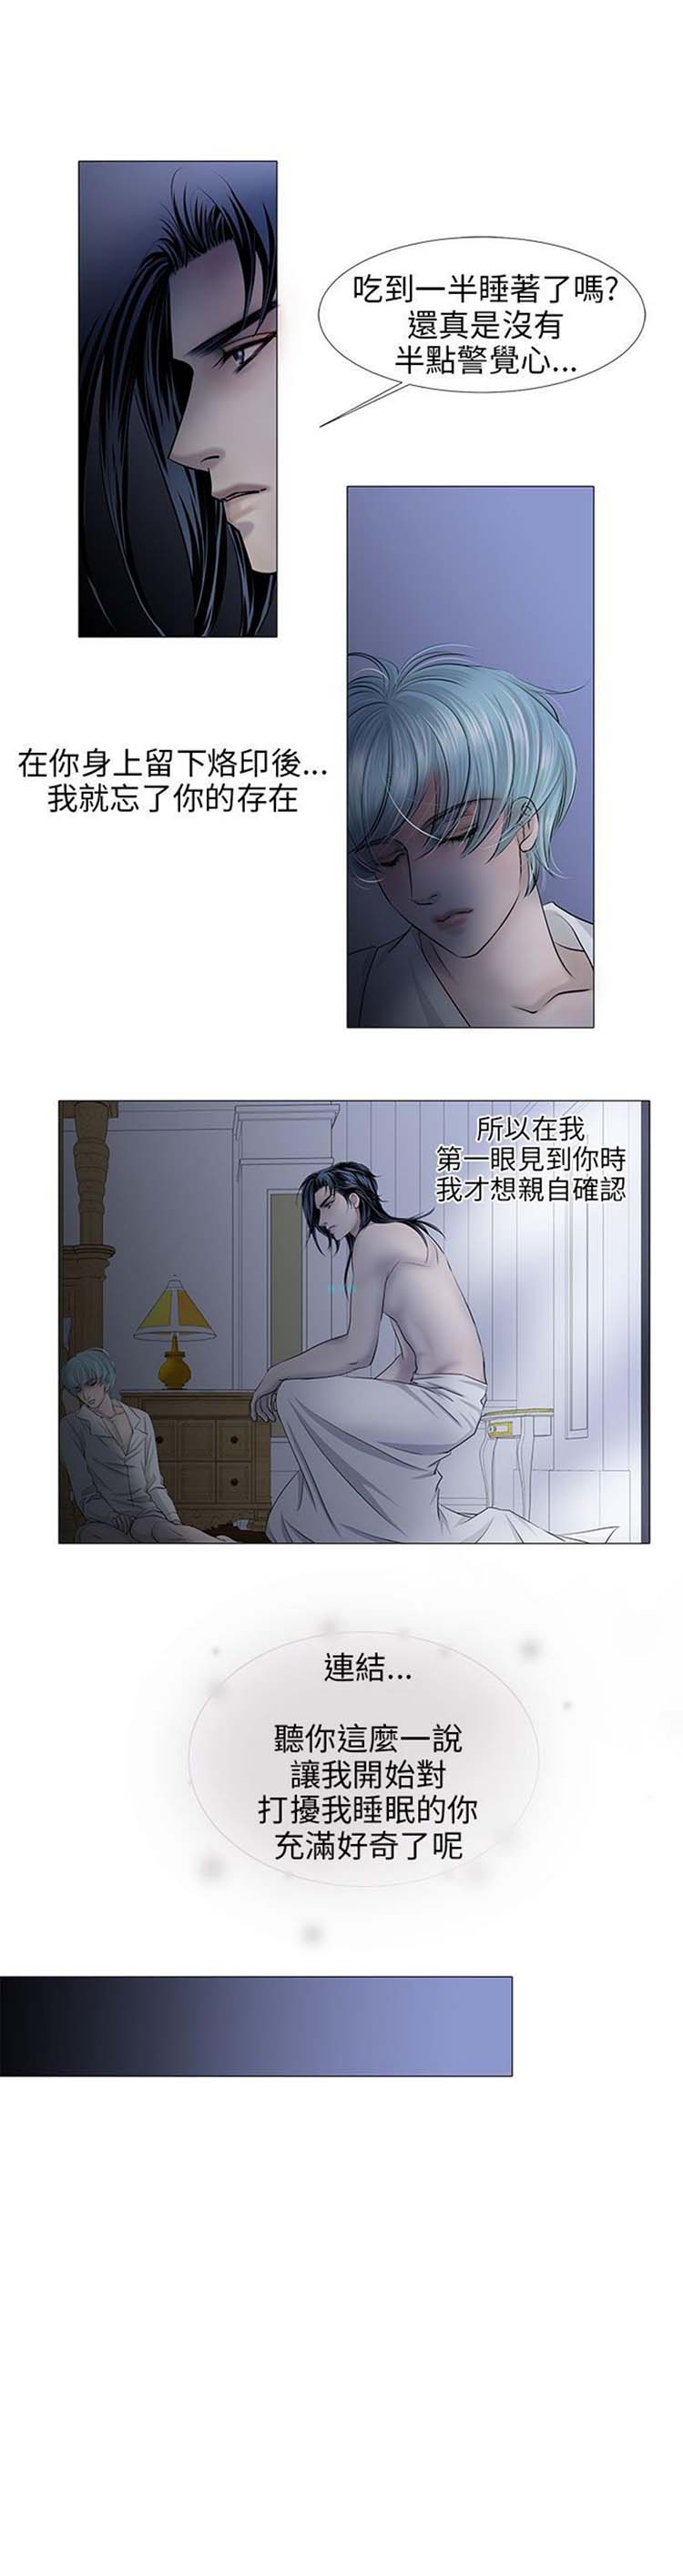 吃到一半睡著了嗎?
還真是沒有
半點警覺心...
在你身上留下烙印後...
我就忘了你的存在
所以在我
第一眼見到你時
我才想親自確認
連結...
聽你這麼一說
讓我開始對
打擾我睡眠的你
充滿好奇了呢